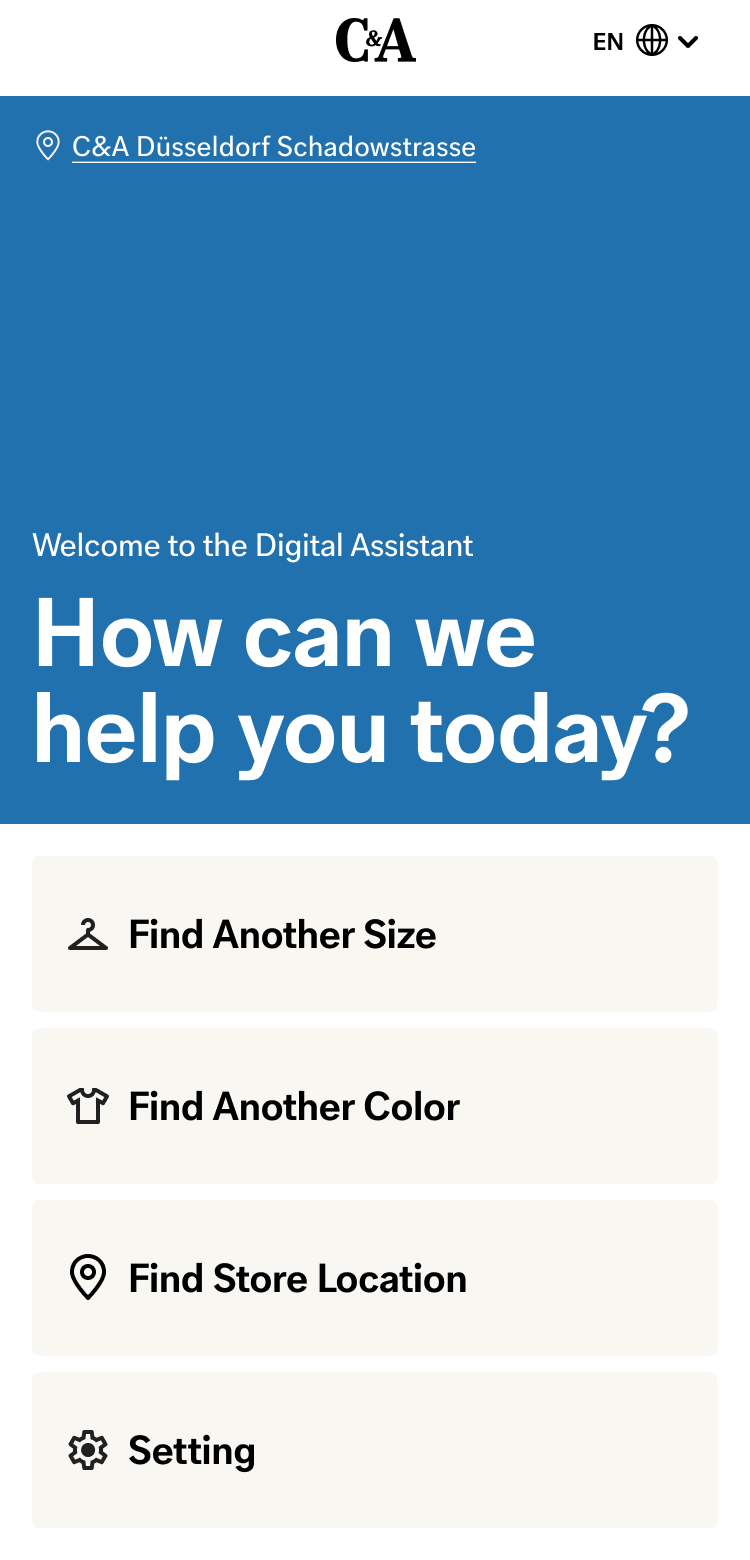 C&A
EN
C&A Düsseldorf Schadowstrasse
Welcome to the Digital Assistant
How can we
help you today?
Find Another Size
Find Another Color
Find Store Location
Setting